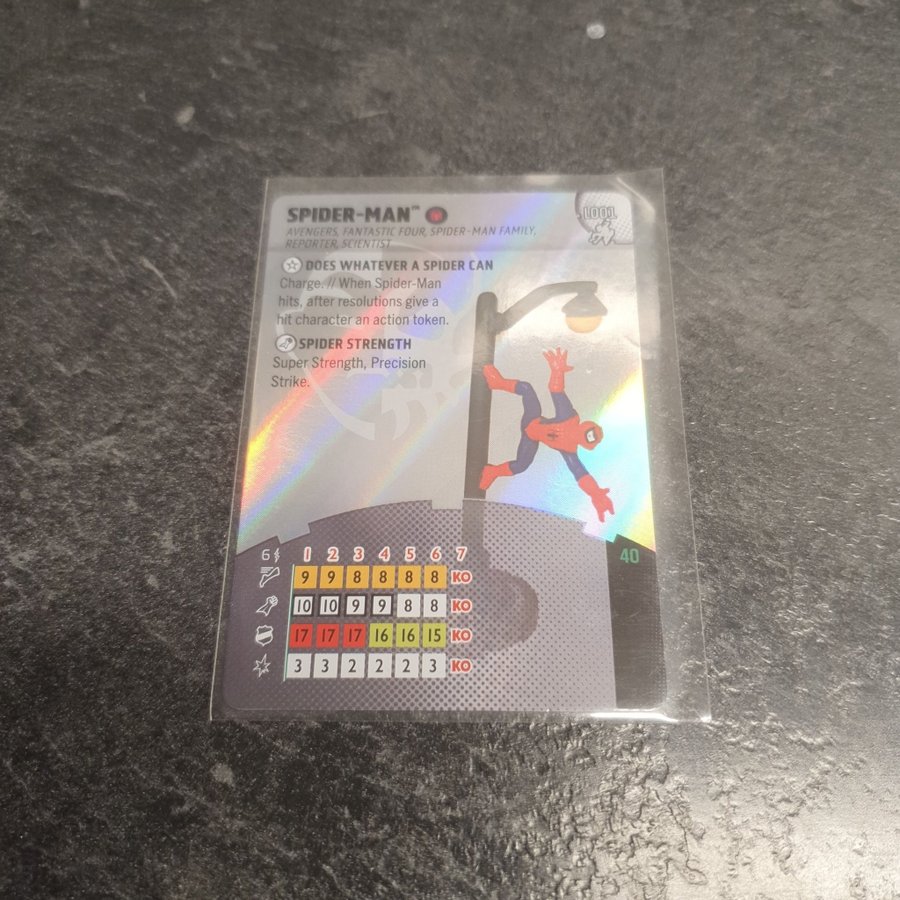 SPIDER-MAN™
L001
AVENGERS, FANTASTIC FOUR, SPIDER-MAN FAMILY,
REPORTER, SCIENTIST
DOES WHATEVER A SPIDER CAN
Charge. // When Spider-Man
hits, after resolutions give a
hit character an action token.
SPIDER STRENGTH
Super Strength, Precision
Strike.
6 1 2 3 4 5 6 7
40
9 9 8 8 8 8 KO
10 10 9 9 8 8 KO
17 17 17 16 16 15 KO
3 3 2 2 2 3 KO